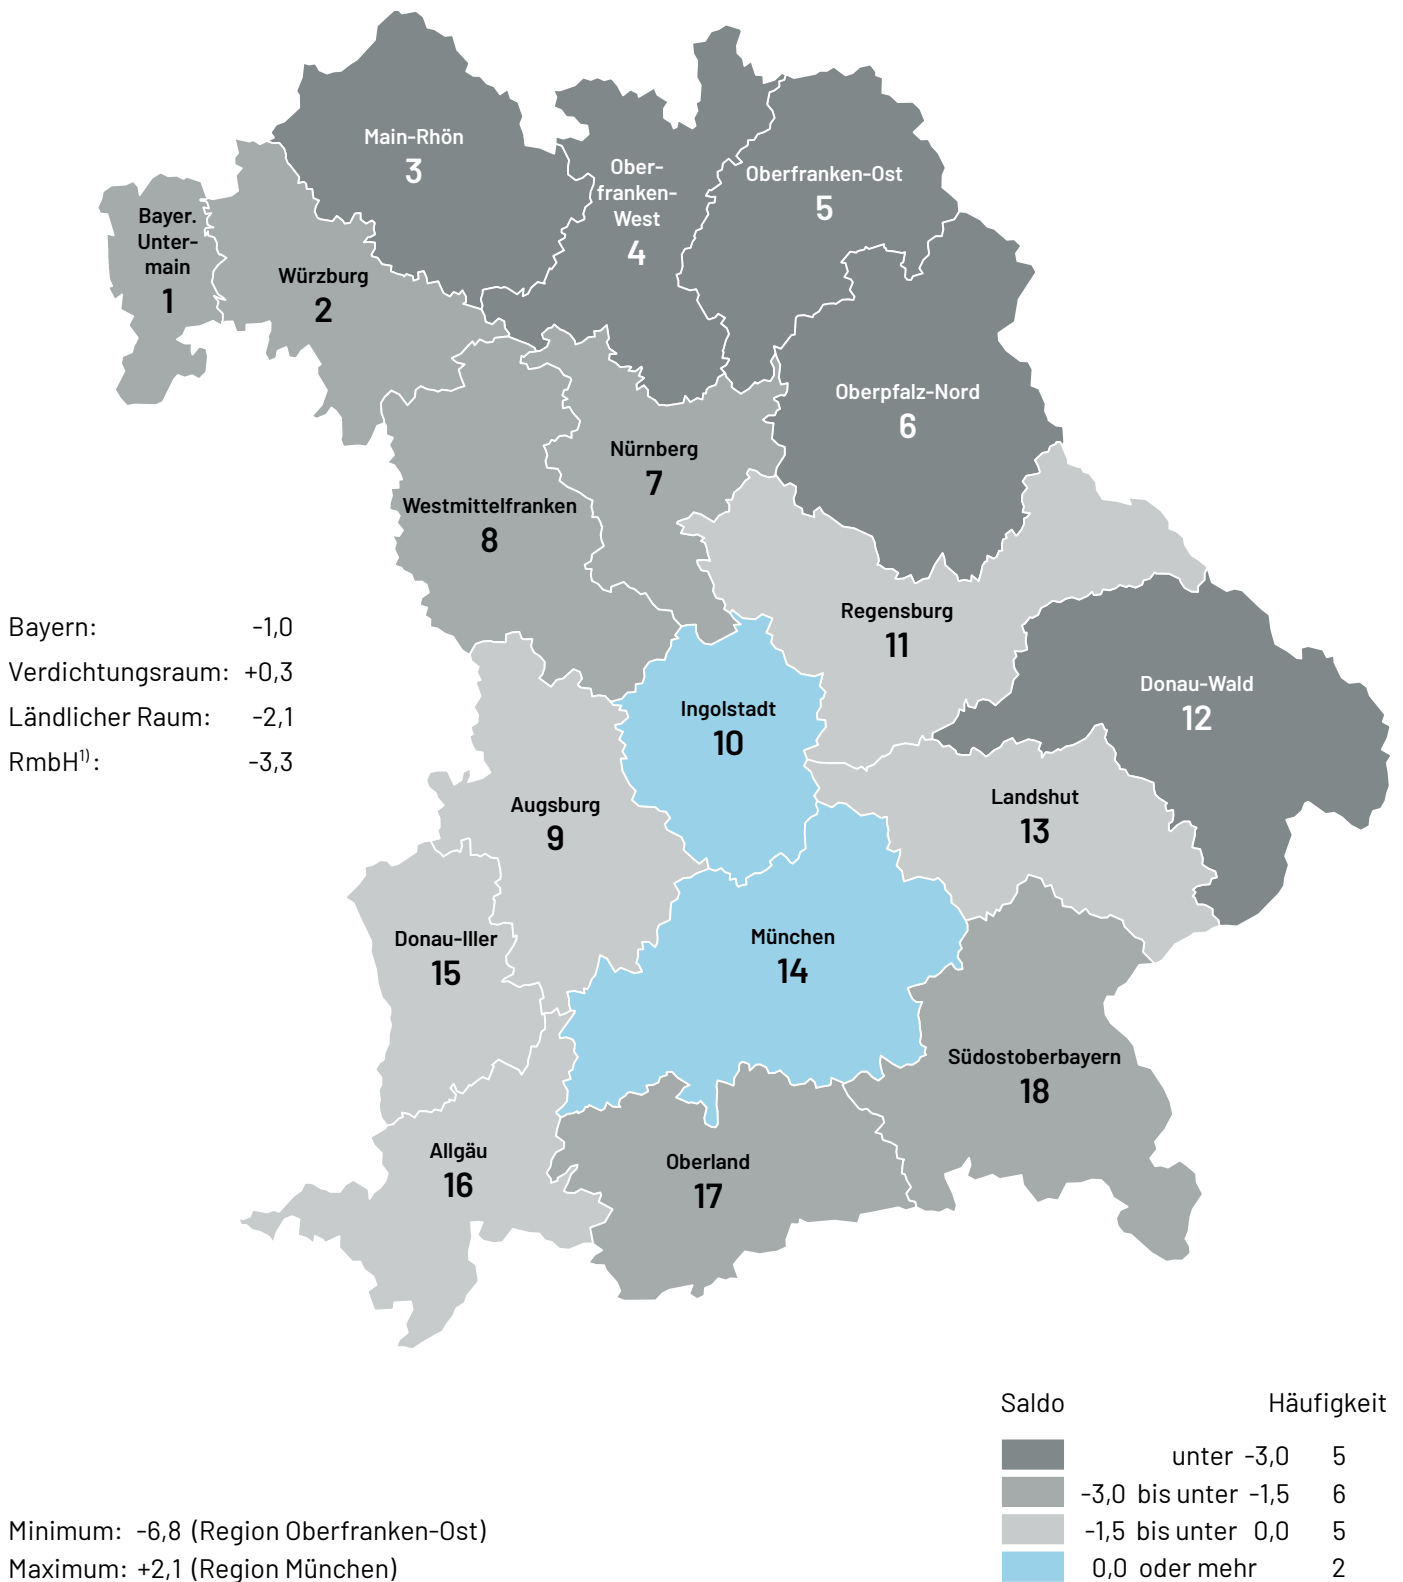 Main-Rhön
3
Ober-
franken-
West
4
Oberfranken-Ost
5
Bayer.
Unter-
main
1
Würzburg
2
Oberpfalz-Nord
6
Nürnberg
7
Westmittelfranken
8
Regensburg
11
Bayern: -1,0
Verdichtungsraum: +0,3
Ländlicher Raum: -2,1
RmbH¹⁾: -3,3
Donau-Wald
12
Ingolstadt
10
Landshut
13
Augsburg
9
Donau-Iller
15
München
14
Südostoberbayern
18
Allgäu
16
Oberland
17
Saldo Häufigkeit
unter -3,0 5
-3,0 bis unter -1,5 6
-1,5 bis unter 0,0 5
0,0 oder mehr 2
Minimum: -6,8 (Region Oberfranken-Ost)
Maximum: +2,1 (Region München)